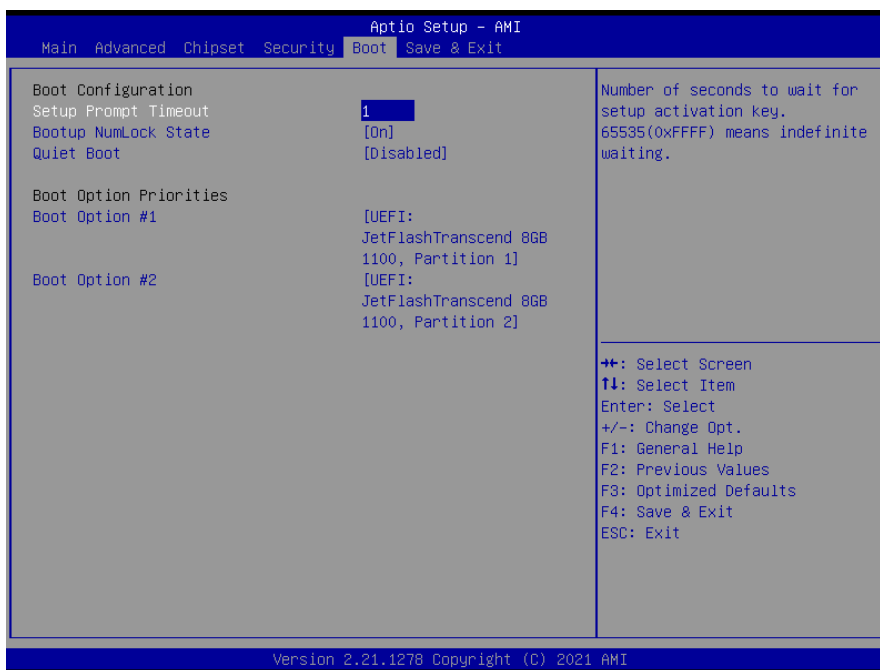 Aptio Setup – AMI
Main Advanced Chipset Security Boot Save & Exit
Boot Configuration
Setup Prompt Timeout 1
Bootup NumLock State [On]
Quiet Boot [Disabled]
Boot Option Priorities
Boot Option #1 [UEFI:
JetFlashTranscend 8GB
1100, Partition 1]
Boot Option #2 [UEFI:
JetFlashTranscend 8GB
1100, Partition 2]
Number of seconds to wait for
setup activation key.
65535(0xFFFF) means indefinite
waiting.
→←: Select Screen
↑↓: Select Item
Enter: Select
+/-: Change Opt.
F1: General Help
F2: Previous Values
F3: Optimized Defaults
F4: Save & Exit
ESC: Exit
Version 2.21.1278 Copyright (C) 2021 AMI